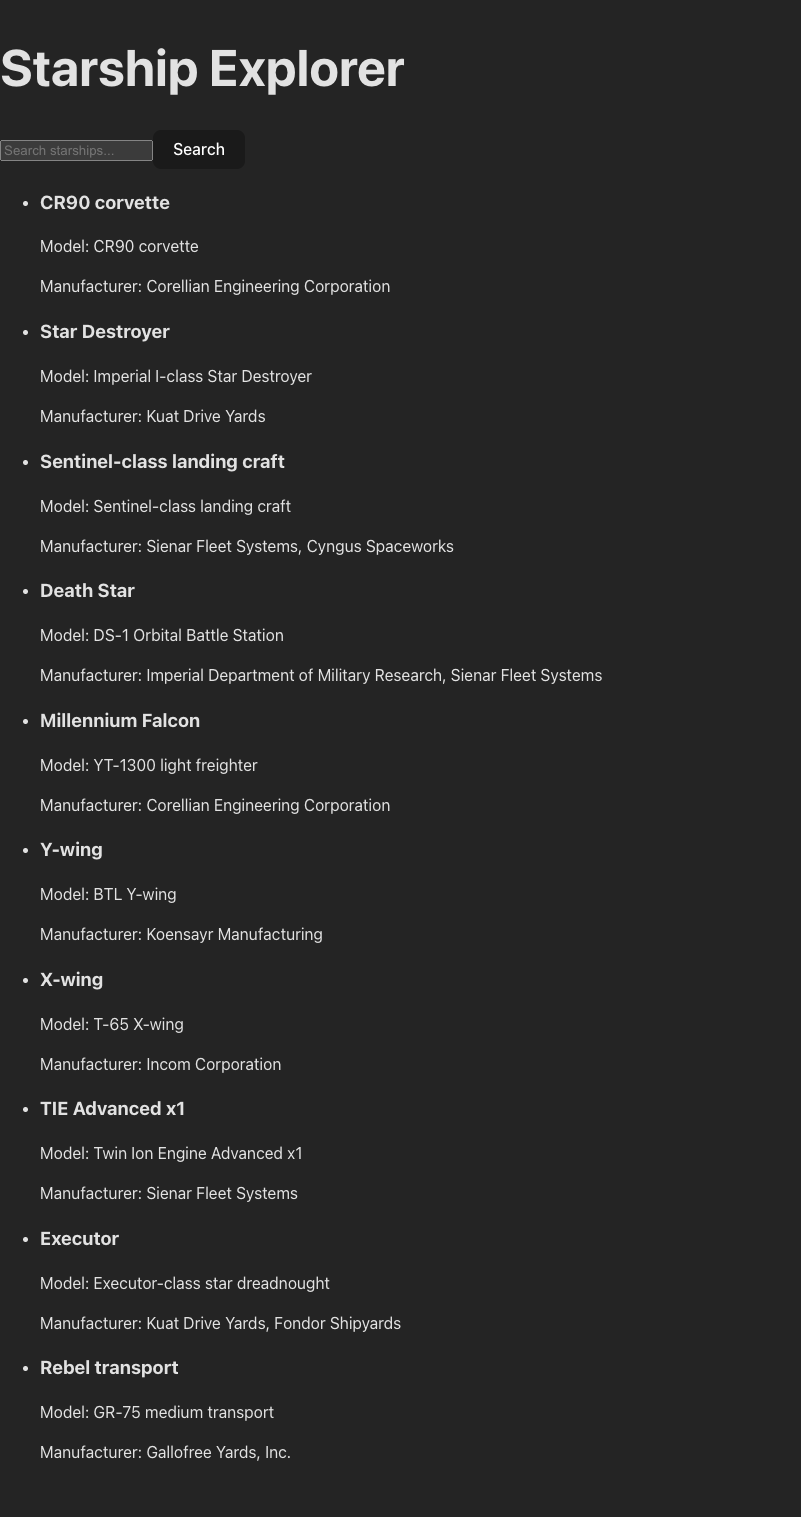 Starship Explorer
Search starships...
Search
CR90 corvette
Model: CR90 corvette
Manufacturer: Corellian Engineering Corporation
Star Destroyer
Model: Imperial I-class Star Destroyer
Manufacturer: Kuat Drive Yards
Sentinel-class landing craft
Model: Sentinel-class landing craft
Manufacturer: Sienar Fleet Systems, Cyngus Spaceworks
Death Star
Model: DS-1 Orbital Battle Station
Manufacturer: Imperial Department of Military Research, Sienar Fleet Systems
Millennium Falcon
Model: YT-1300 light freighter
Manufacturer: Corellian Engineering Corporation
Y-wing
Model: BTL Y-wing
Manufacturer: Koensayr Manufacturing
X-wing
Model: T-65 X-wing
Manufacturer: Incom Corporation
TIE Advanced x1
Model: Twin Ion Engine Advanced x1
Manufacturer: Sienar Fleet Systems
Executor
Model: Executor-class star dreadnought
Manufacturer: Kuat Drive Yards, Fondor Shipyards
Rebel transport
Model: GR-75 medium transport
Manufacturer: Gallofree Yards, Inc.